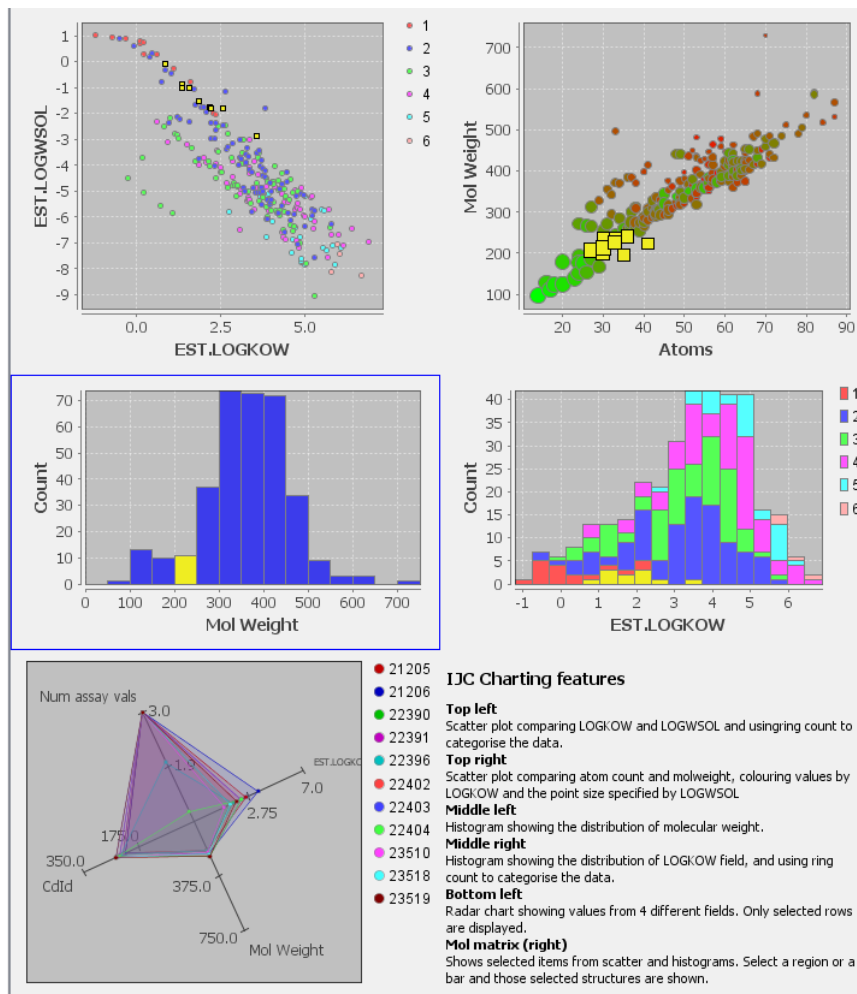 1
0
-1
-2
-3
-4
-5
-6
-7
-8
-9
EST.LOGWSOL
0.0 2.5 5.0
EST.LOGKOW
1
2
3
4
5
6
700
600
500
400
300
200
100
Mol Weight
20 30 40 50 60 70 80 90
Atoms
70
60
50
40
30
20
10
0
Count
0 100 200 300 400 500 600 700
Mol Weight
40
35
30
25
20
15
10
5
0
Count
-1 0 1 2 3 4 5 6
EST.LOGKOW
1
2
3
4
5
6
Num assay vals
3.0
1.9
EST.LOGKO
7.0
2.75
175.0
350.0
CdId
375.0
750.0
Mol Weight
21205
21206
22390
22391
22396
22402
22403
22404
23510
23518
23519
IJC Charting features
Top left
Scatter plot comparing LOGKOW and LOGWSOL and usingring count to
categorise the data.
Top right
Scatter plot comparing atom count and molweight, colouring values by
LOGKOW and the point size specified by LOGWSOL
Middle left
Histogram showing the distribution of molecular weight.
Middle right
Histogram showing the distribution of LOGKOW field, and using ring
count to categorise the data.
Bottom left
Radar chart showing values from 4 different fields. Only selected rows
are displayed.
Mol matrix (right)
Shows selected items from scatter and histograms. Select a region or a
bar and those selected structures are shown.